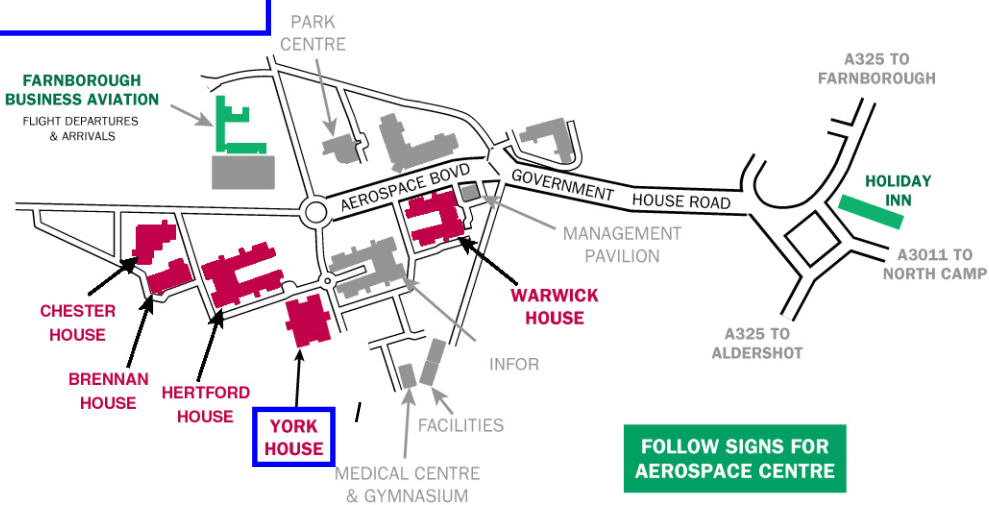 PARK
CENTRE
A325 TO
FARNBOROUGH
FARNBOROUGH
BUSINESS AVIATION
FLIGHT DEPARTURES
& ARRIVALS
AEROSPACE BOVD
GOVERNMENT HOUSE ROAD
HOLIDAY
INN
MANAGEMENT
PAVILION
A3011 TO
NORTH CAMP
WARWICK
HOUSE
CHESTER
HOUSE
A325 TO
ALDERSHOT
INFOR
BRENNAN
HOUSE
HERTFORD
HOUSE
YORK
HOUSE
FACILITIES
MEDICAL CENTRE
& GYMNASIUM
FOLLOW SIGNS FOR
AEROSPACE CENTRE